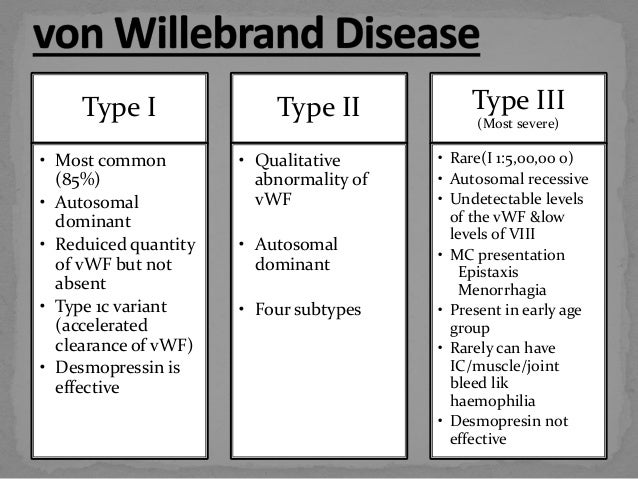 von Willebrand Disease
Type I
• Most common
(85%)
• Autosomal
dominant
• Reduiced quantity
of vWF but not
absent
• Type 1c variant
(accelerated
clearance of vWF)
• Desmopressin is
effective
Type II
• Qualitative
abnormality of
vWF
• Autosomal
dominant
• Four subtypes
Type III
(Most severe)
• Rare(I 1:5,00,00 0)
• Autosomal recessive
• Undetectable levels
of the vWF &low
levels of VIII
• MC presentation
Epistaxis
Menorrhagia
• Present in early age
group
• Rarely can have
IC/muscle/joint
bleed lik
haemophilia
• Desmopresin not
effective